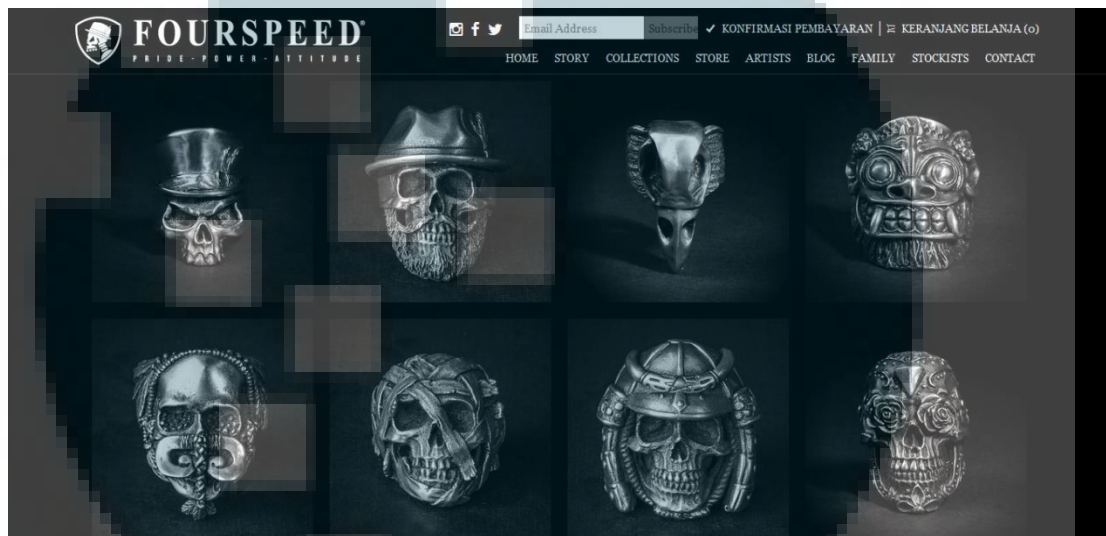 FOURSPEED®
PRIDE - POWER - ATTITUDE
Email Address Subscribe ✓ KONFIRMASI PEMBAYARAN | KERANJANG BELANJA (0)
HOME STORY COLLECTIONS STORE ARTISTS BLOG FAMILY STOCKISTS CONTACT